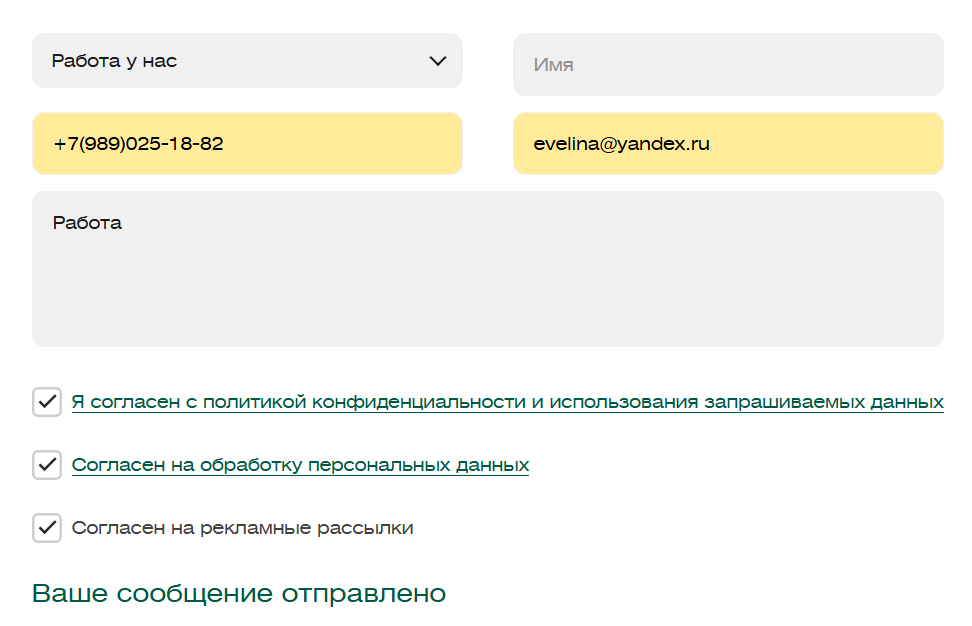 Работа у нас
Имя
+7(989)025-18-82
evelina@yandex.ru
Работа
Я согласен с политикой конфиденциальности и использования запрашиваемых данных
Согласен на обработку персональных данных
Согласен на рекламные рассылки
Ваше сообщение отправлено